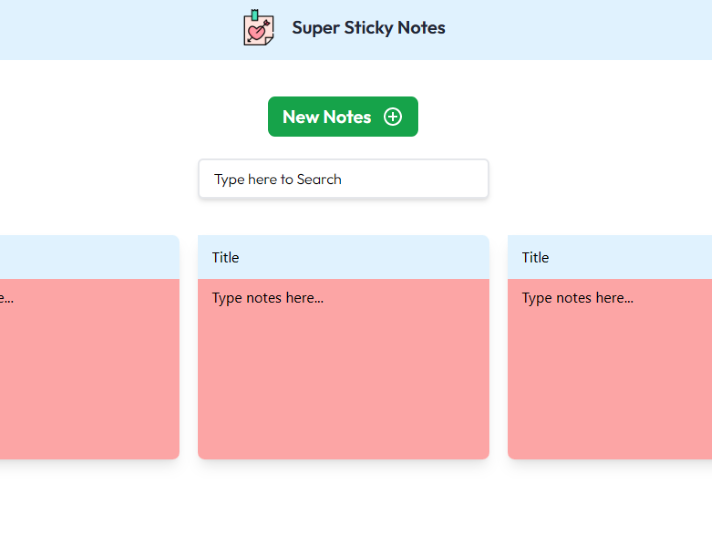 Super Sticky Notes
New Notes
Type here to Search
Title
Title
e...
Type notes here...
Type notes here...